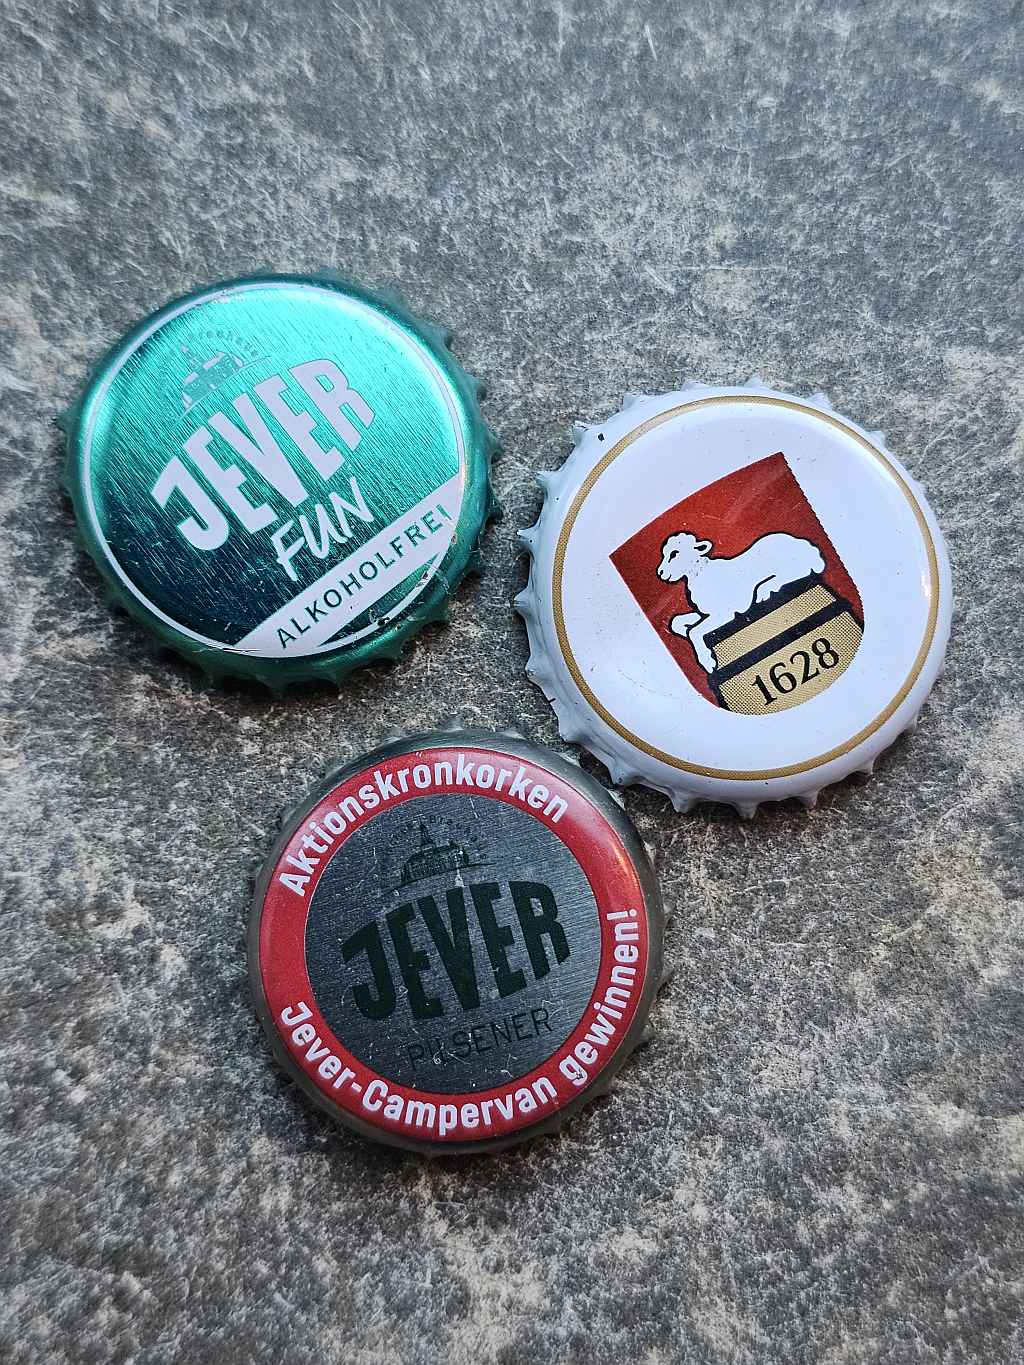 JEVER
FUN
ALKOHOLFREI
1628
Aktionskronkorken
JEVER
PILSENER
Jever-Campervan gewinnen!